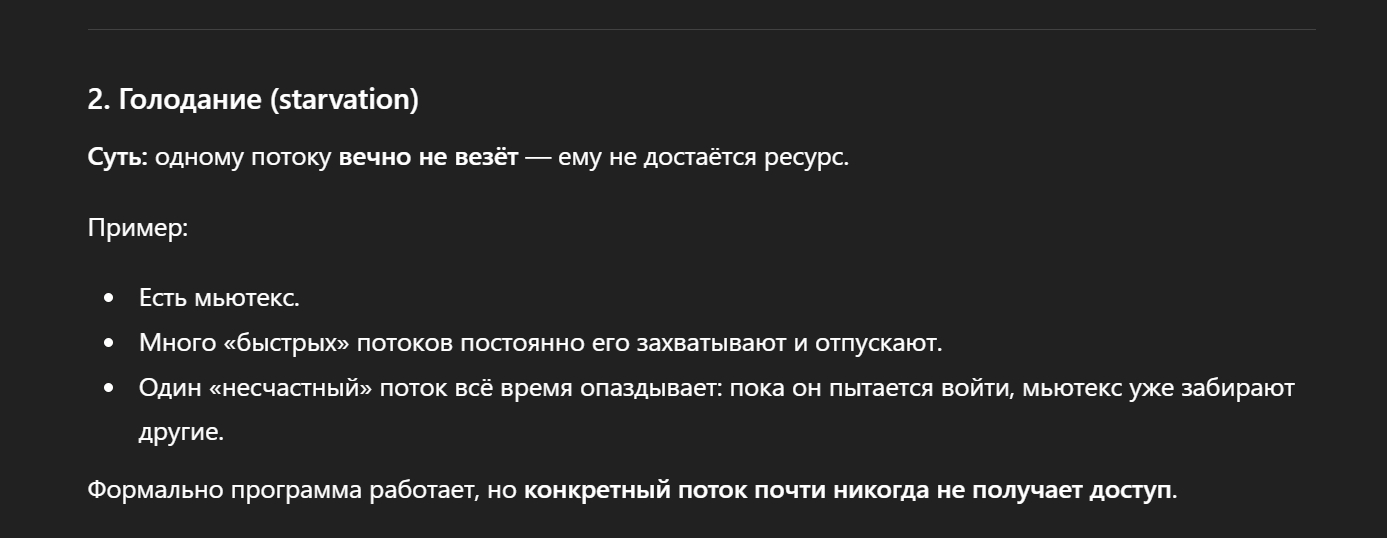 2. Голодание (starvation)
Суть: одному потоку вечно не везёт — ему не достаётся ресурс.
Пример:
• Есть мьютекс.
• Много «быстрых» потоков постоянно его захватывают и отпускают.
• Один «несчастный» поток всё время опаздывает: пока он пытается войти, мьютекс уже забирают
другие.
Формально программа работает, но конкретный поток почти никогда не получает доступ.